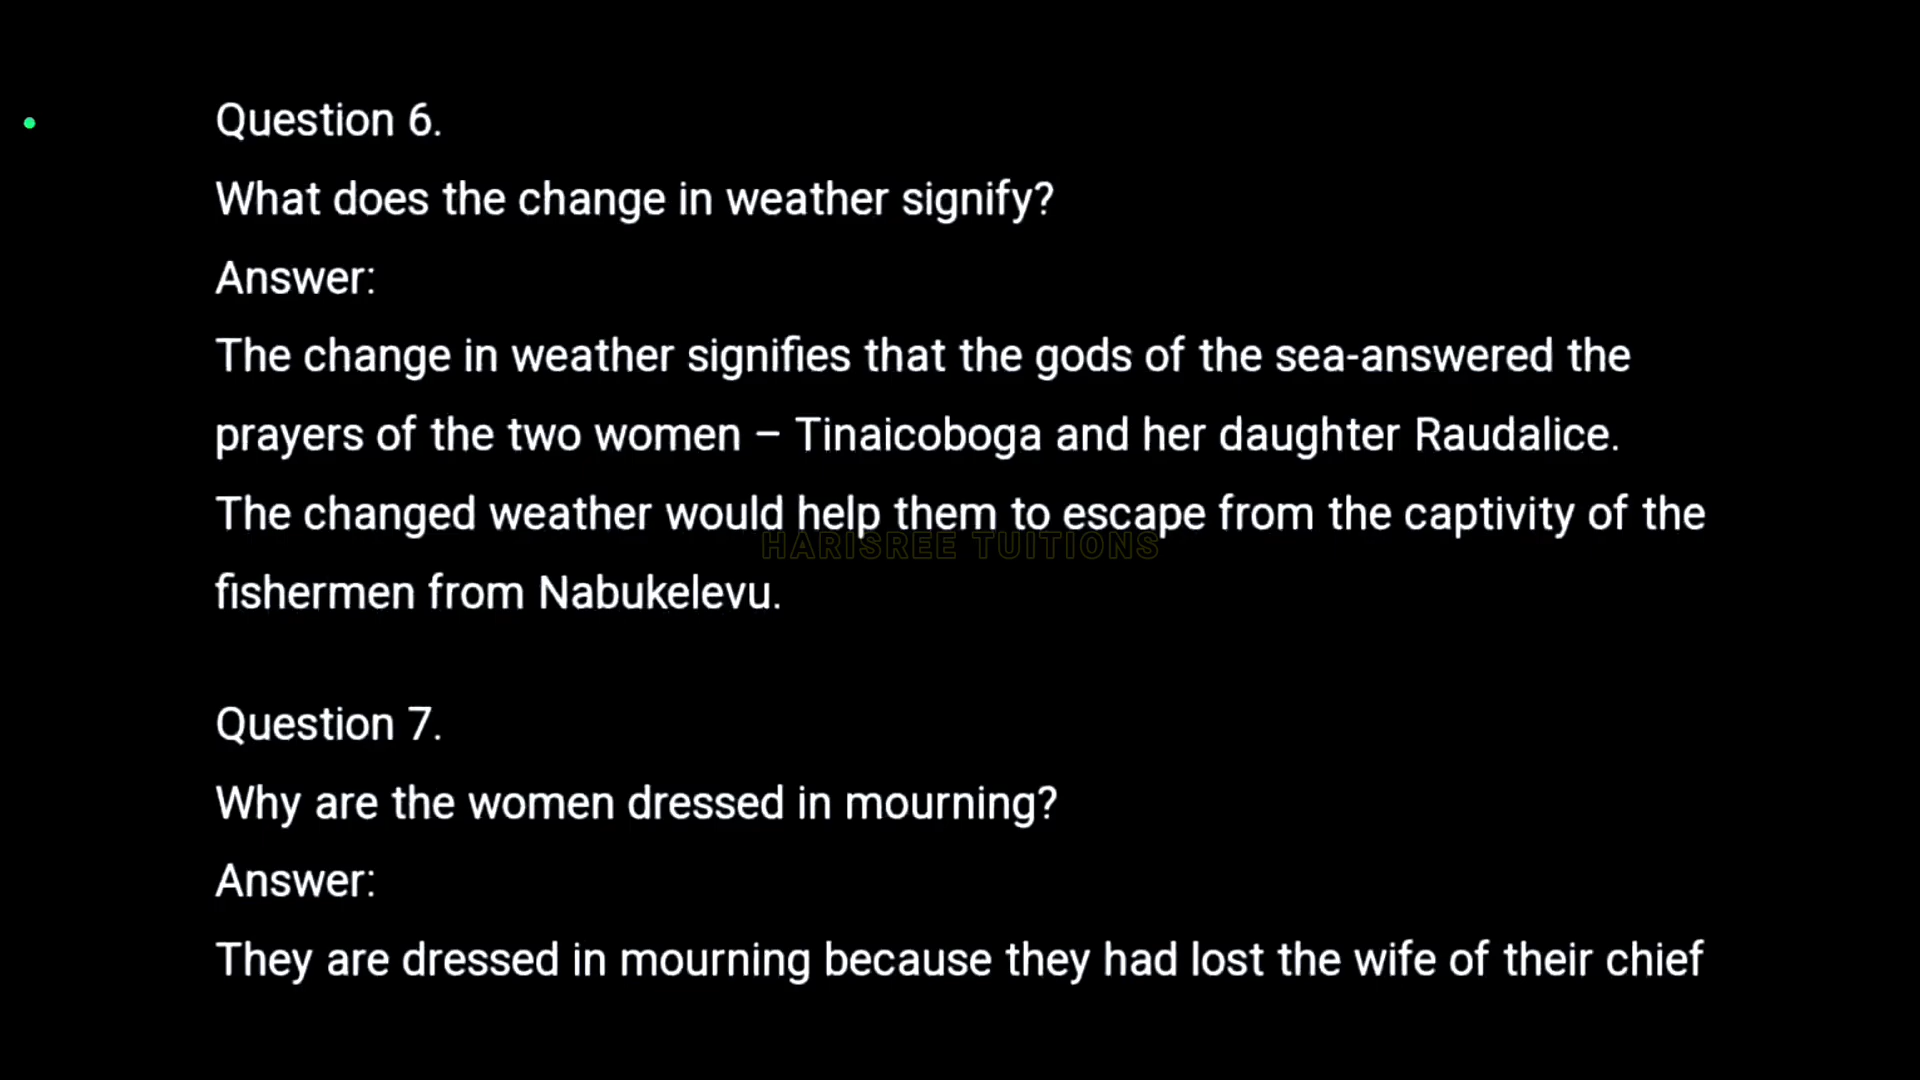 Question 6.
What does the change in weather signify?
Answer:
The change in weather signifies that the gods of the sea-answered the
prayers of the two women – Tinaicoboga and her daughter Raudalice.
The changed weather would help them to escape from the captivity of the
HARISREE TUITIONS
fishermen from Nabukelevu.
Question 7.
Why are the women dressed in mourning?
Answer:
They are dressed in mourning because they had lost the wife of their chief